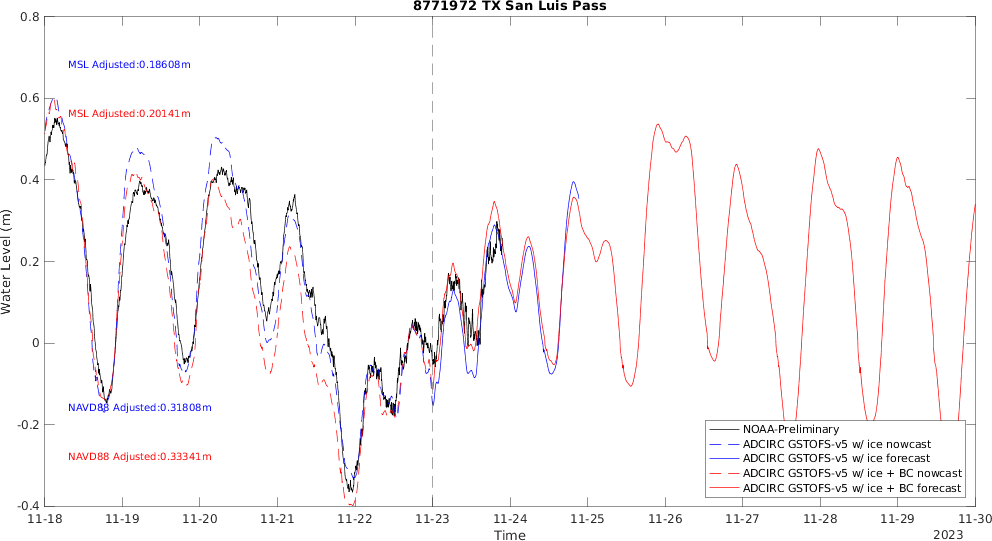 8771972 TX San Luis Pass
0.8
0.6
0.4
0.2
0
-0.2
-0.4
Water Level (m)
MSL Adjusted:0.18608m
MSL Adjusted:0.20141m
NAVD88 Adjusted:0.31808m
NAVD88 Adjusted:0.33341m
NOAA-Preliminary
ADCIRC GSTOFS-v5 w/ ice nowcast
ADCIRC GSTOFS-v5 w/ ice forecast
ADCIRC GSTOFS-v5 w/ ice + BC nowcast
ADCIRC GSTOFS-v5 w/ ice + BC forecast
11-18 11-19 11-20 11-21 11-22 11-23 11-24 11-25 11-26 11-27 11-28 11-29 11-30
Time
2023